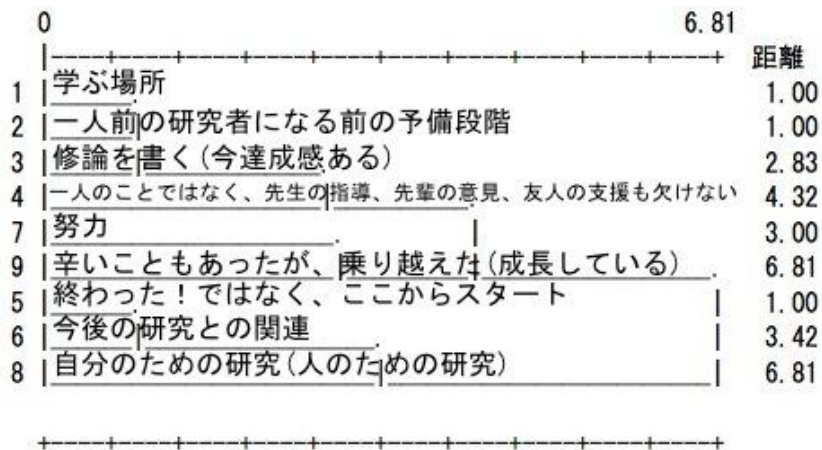 0 6.81
|----+----+----+----+----+----+----+----+----+----+ 距離
1 学ぶ場所 1.00
2 一人前の研究者になる前の予備段階 1.00
3 修論を書く(今達成感ある) 2.83
4 一人のことではなく、先生の指導、先輩の意見、友人の支援も欠けない 4.32
7 努力 3.00
9 辛いこともあったが、乗り越えた(成長している) 6.81
5 終わった！ではなく、ここからスタート 1.00
6 今後の研究との関連 3.42
8 自分のための研究(人のための研究) 6.81
+----+----+----+----+----+----+----+----+----+----+